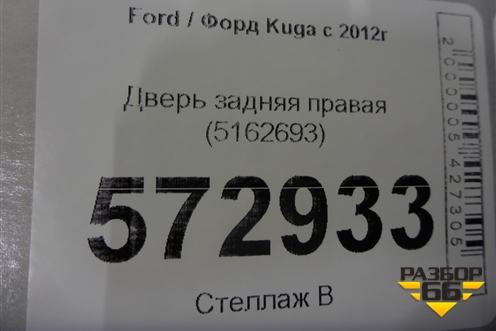 Ford / Форд Kuga с 2012г
Дверь задняя правая
(5162693)
572933
Стеллаж В
2000005427305
РАЗБОР
66